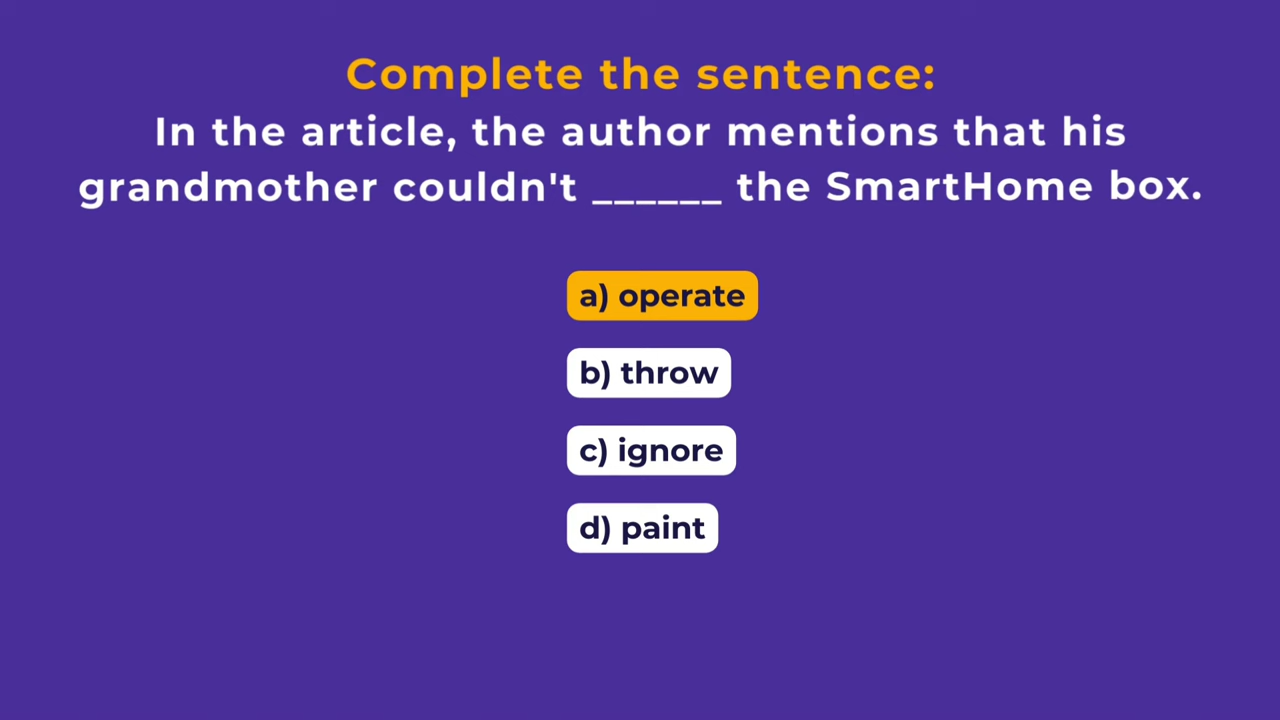 Complete the sentence:
In the article, the author mentions that his
grandmother couldn't ______ the SmartHome box.
a) operate
b) throw
c) ignore
d) paint